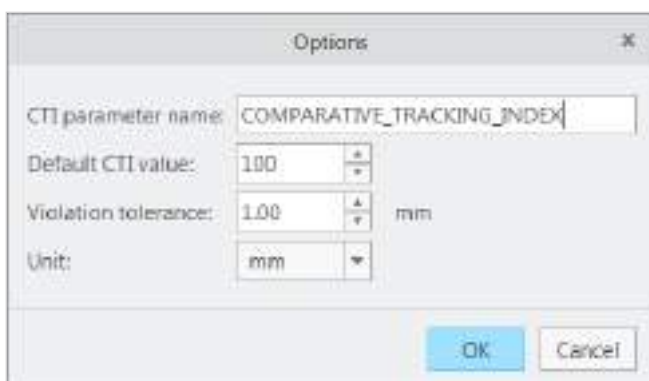 Options
CTI parameter name: COMPARATIVE_TRACKING_INDEX
Default CTI value: 100
Violation tolerance: 1.00 mm
Unit: mm
OK Cancel